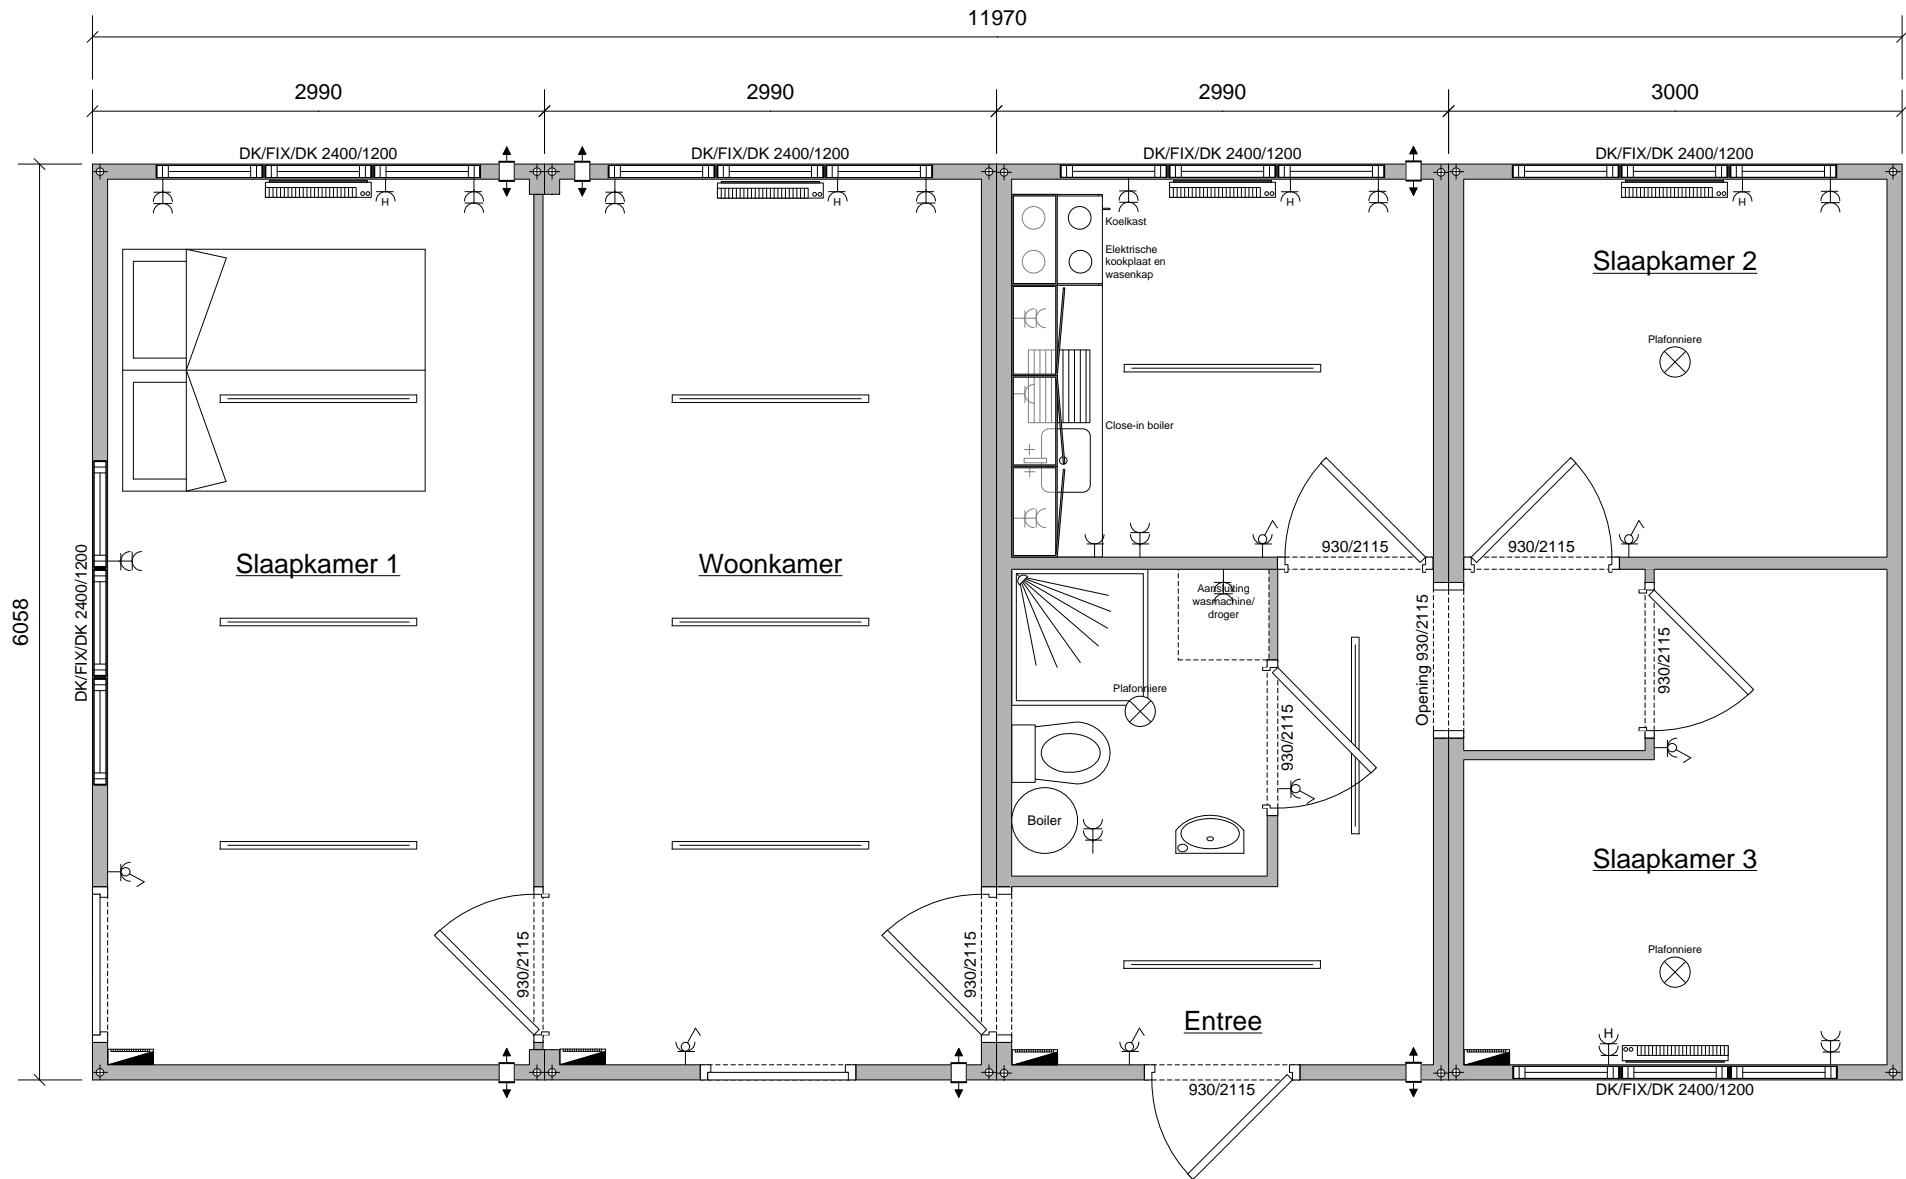 11970
2990
2990
2990
3000
DK/FIX/DK 2400/1200
DK/FIX/DK 2400/1200
DK/FIX/DK 2400/1200
DK/FIX/DK 2400/1200
H
H
H
H
Koelkast
Elektrische
kookplaat en
wasenkap
Slaapkamer 2
Plafonniere
Close-in boiler
6058
DK/FIX/DK 2400/1200
Slaapkamer 1
Woonkamer
930/2115
930/2115
Aansluiting
wasmachine/
droger
Opening 930/2115
930/2115
Plafonniere
930/2115
Boiler
Slaapkamer 3
930/2115
930/2115
Plafonniere
Entree
H
930/2115
DK/FIX/DK 2400/1200